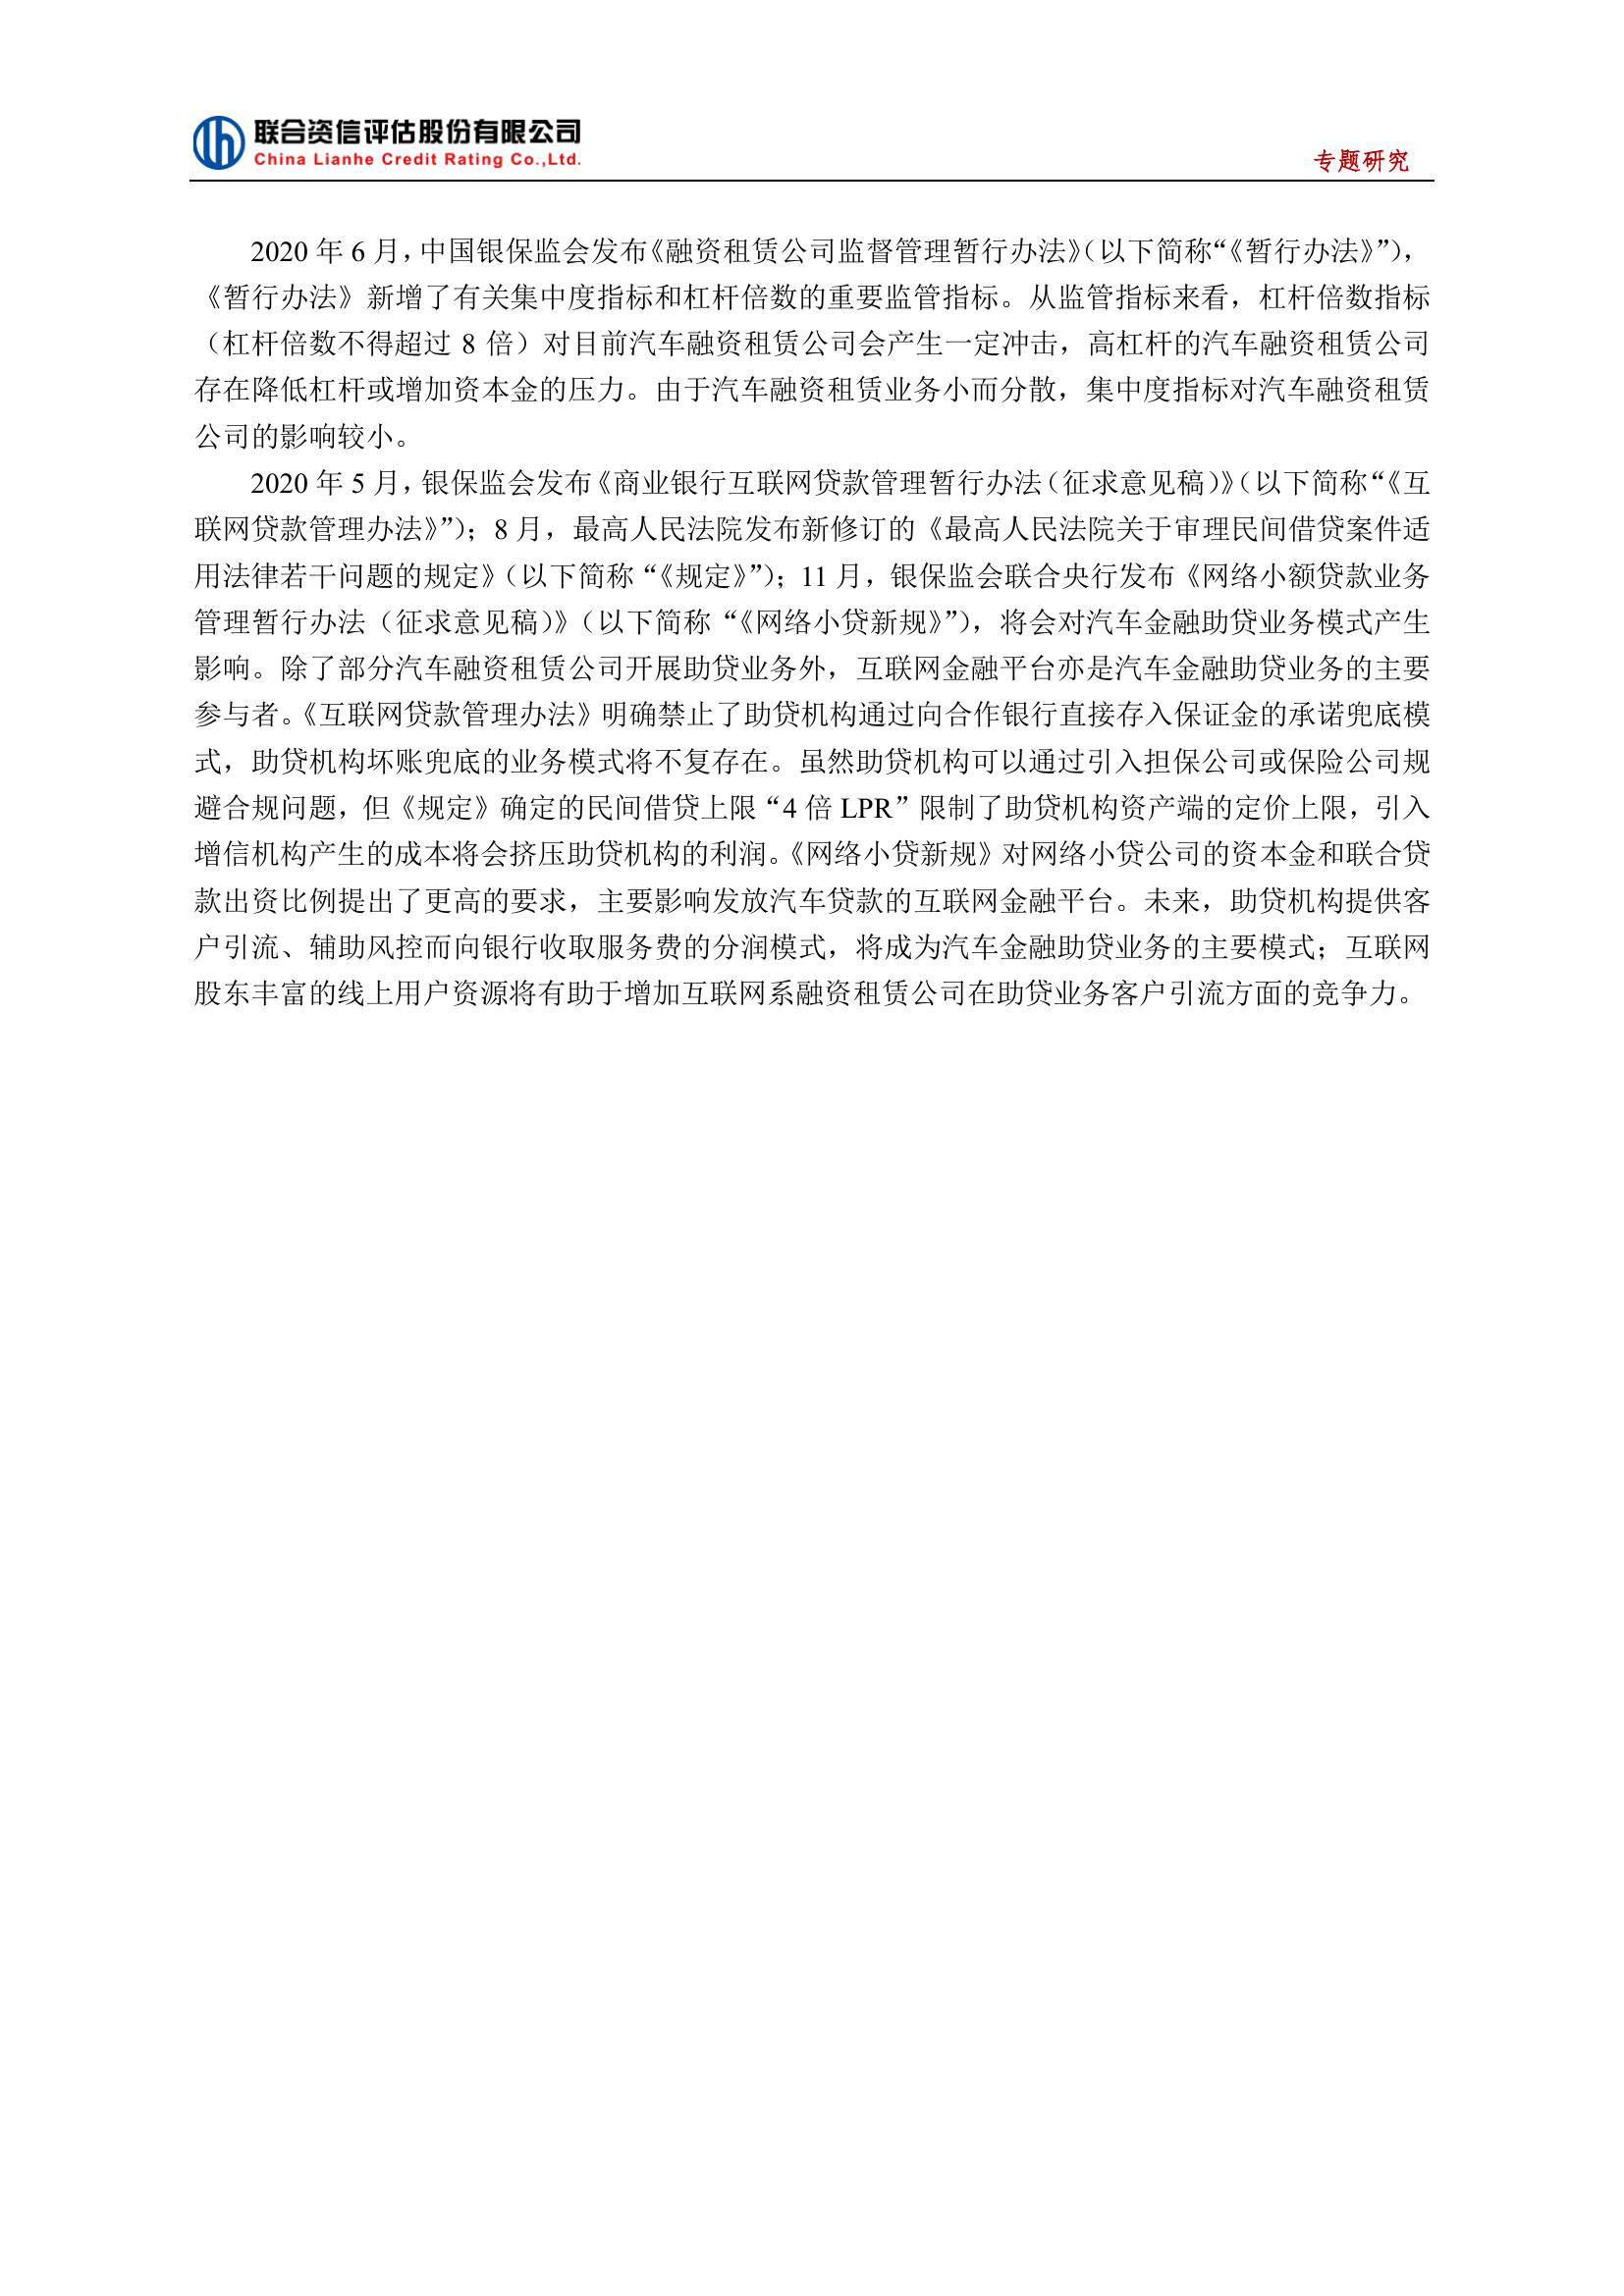 联合资信评估股份有限公司
China Lianhe Credit Rating Co.,Ltd.
专题研究
2020 年 6 月，中国银保监会发布《融资租赁公司监督管理暂行办法》（以下简称“《暂行办法》”），
《暂行办法》新增了有关集中度指标和杠杆倍数的重要监管指标。从监管指标来看，杠杆倍数指标
（杠杆倍数不得超过 8 倍）对目前汽车融资租赁公司会产生一定冲击，高杠杆的汽车融资租赁公司
存在降低杠杆或增加资本金的压力。由于汽车融资租赁业务小而分散，集中度指标对汽车融资租赁
公司的影响较小。
2020 年 5 月，银保监会发布《商业银行互联网贷款管理暂行办法（征求意见稿）》（以下简称“《互
联网贷款管理办法》”）；8 月，最高人民法院发布新修订的《最高人民法院关于审理民间借贷案件适
用法律若干问题的规定》（以下简称“《规定》”）；11 月，银保监会联合央行发布《网络小额贷款业务
管理暂行办法（征求意见稿）》（以下简称“《网络小贷新规》”），将会对汽车金融助贷业务模式产生
影响。除了部分汽车融资租赁公司开展助贷业务外，互联网金融平台亦是汽车金融助贷业务的主要
参与者。《互联网贷款管理办法》明确禁止了助贷机构通过向合作银行直接存入保证金的承诺兜底模
式，助贷机构坏账兜底的业务模式将不复存在。虽然助贷机构可以通过引入担保公司或保险公司规
避合规问题，但《规定》确定的民间借贷上限“4 倍 LPR”限制了助贷机构资产端的定价上限，引入
增信机构产生的成本将会挤压助贷机构的利润。《网络小贷新规》对网络小贷公司的资本金和联合贷
款出资比例提出了更高的要求，主要影响发放汽车贷款的互联网金融平台。未来，助贷机构提供客
户引流、辅助风控而向银行收取服务费的分润模式，将成为汽车金融助贷业务的主要模式；互联网
股东丰富的线上用户资源将有助于增加互联网系融资租赁公司在助贷业务客户引流方面的竞争力。